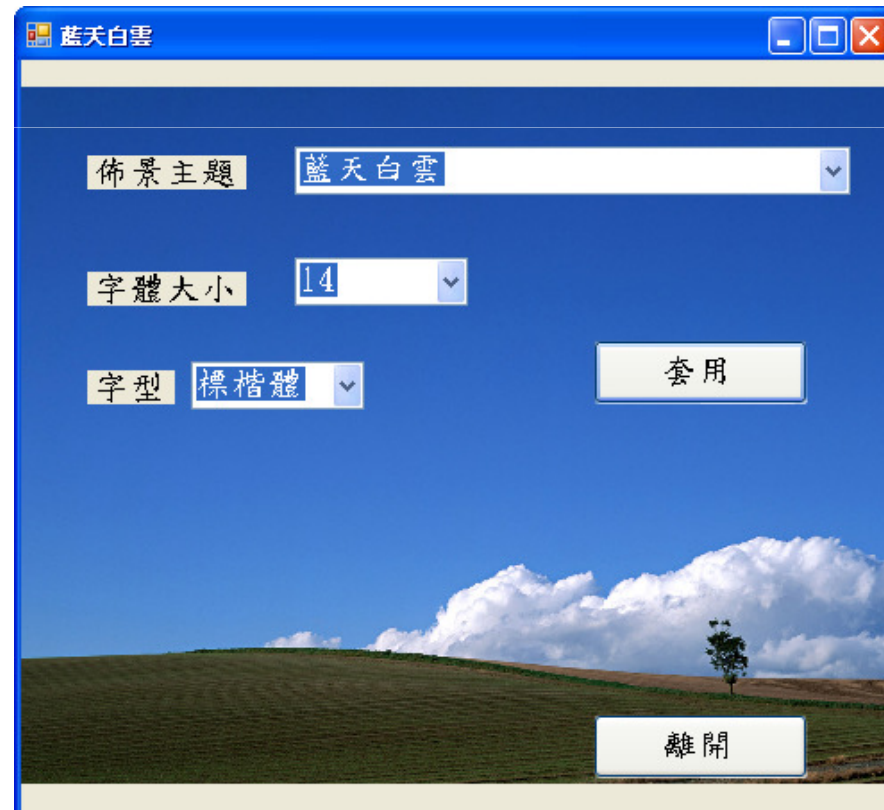 藍天白雲
佈景主題 藍天白雲
字體大小 14
字型 標楷體
套用
離開